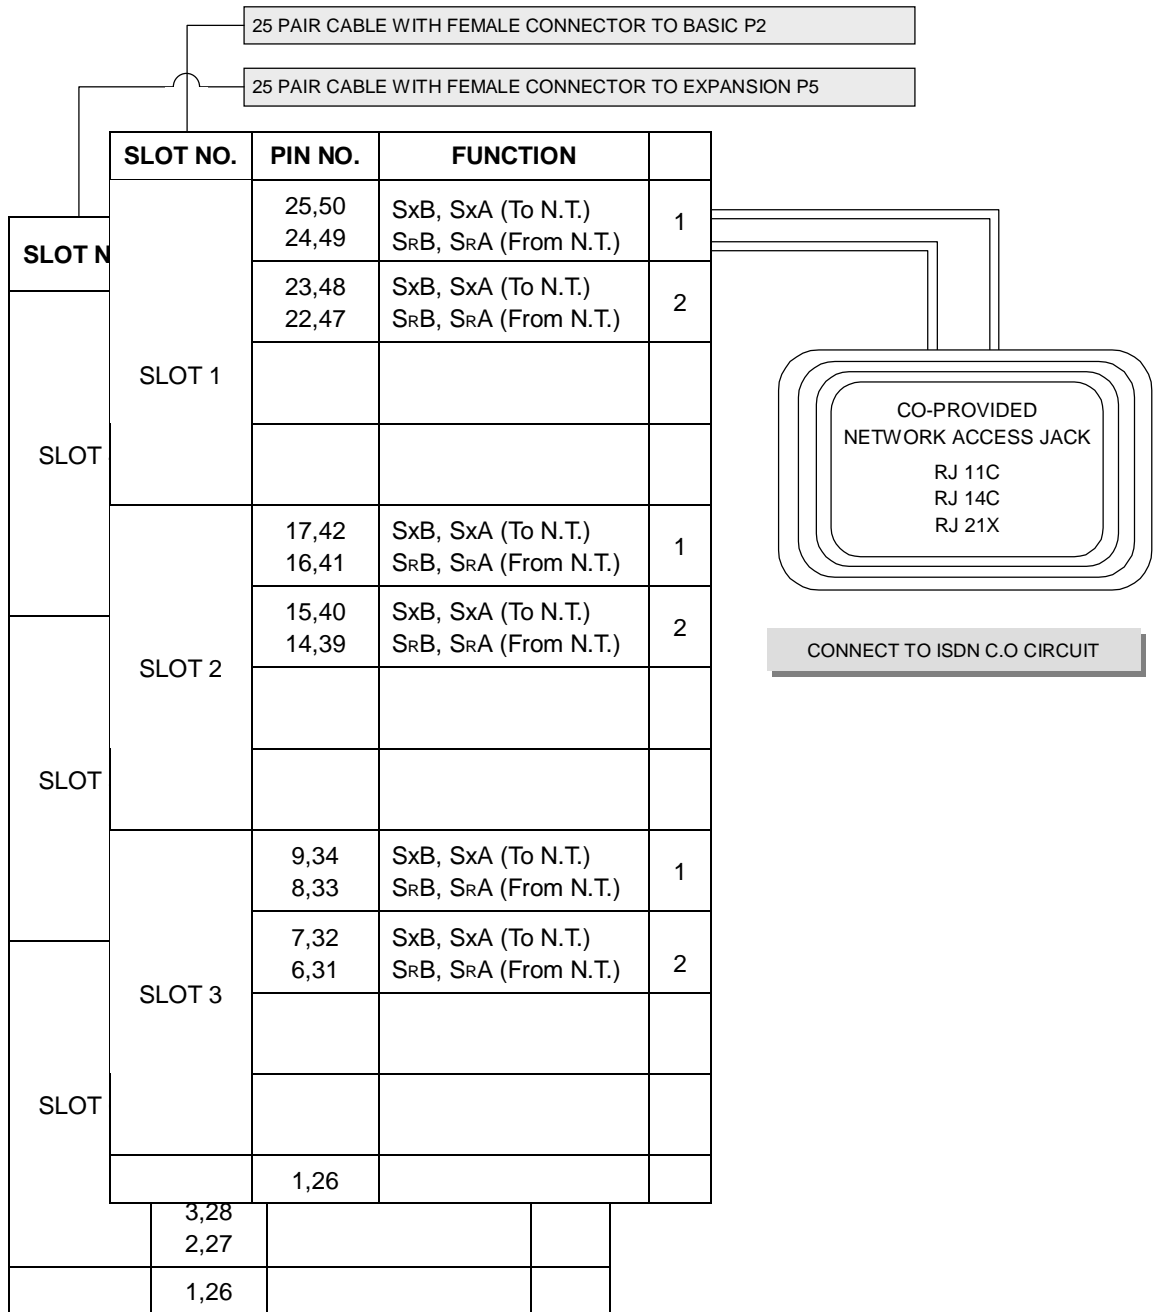 25 PAIR CABLE WITH FEMALE CONNECTOR TO BASIC P2
25 PAIR CABLE WITH FEMALE CONNECTOR TO EXPANSION P5
SLOT NO. PIN NO. FUNCTION
SLOT 1
25,50 SxB, SxA (To N.T.) 1
24,49 SRB, SRA (From N.T.)
23,48 SxB, SxA (To N.T.) 2
22,47 SRB, SRA (From N.T.)
SLOT 2
17,42 SxB, SxA (To N.T.) 1
16,41 SRB, SRA (From N.T.)
15,40 SxB, SxA (To N.T.) 2
14,39 SRB, SRA (From N.T.)
SLOT 3
9,34 SxB, SxA (To N.T.) 1
8,33 SRB, SRA (From N.T.)
7,32 SxB, SxA (To N.T.) 2
6,31 SRB, SRA (From N.T.)
1,26
SLOT N
SLOT
SLOT
SLOT
3,28
2,27
1,26
CO-PROVIDED
NETWORK ACCESS JACK
RJ 11C
RJ 14C
RJ 21X
CONNECT TO ISDN C.O CIRCUIT